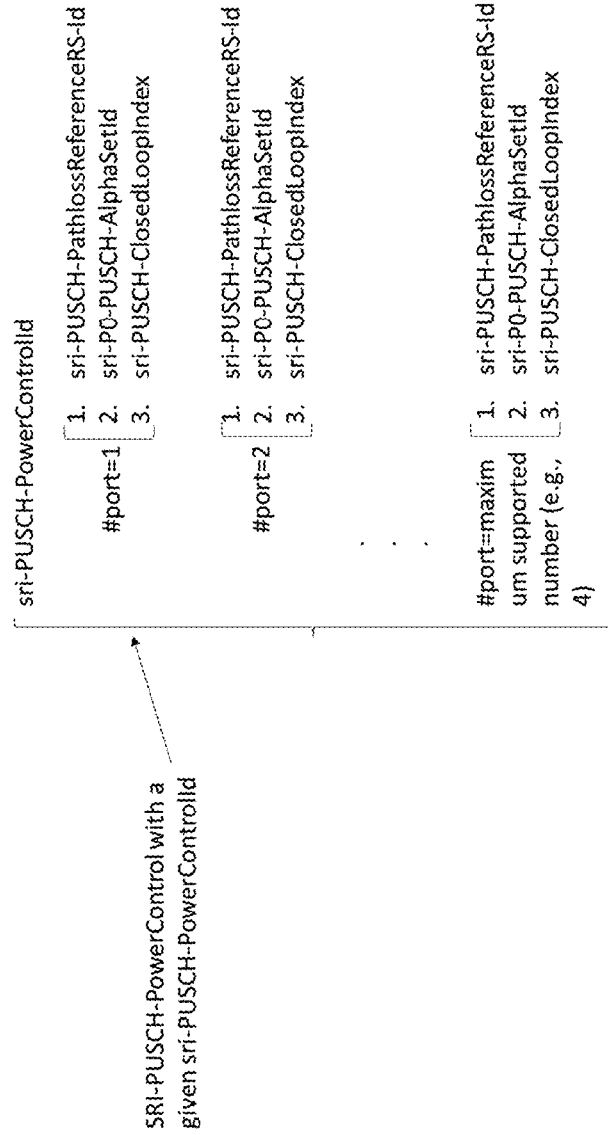 SRI-PUSCH-PowerControl with a
given sri-PUSCH-PowerControlId
sri-PUSCH-PowerControlId
#port=1
1. sri-PUSCH-PathlossReferenceRS-Id
2. sri-P0-PUSCH-AlphaSetId
3. sri-PUSCH-ClosedLoopIndex
#port=2
1. sri-PUSCH-PathlossReferenceRS-Id
2. sri-P0-PUSCH-AlphaSetId
3. sri-PUSCH-ClosedLoopIndex
. . .
#port=maxim
um supported
number (e.g.,
4)
1. sri-PUSCH-PathlossReferenceRS-Id
2. sri-P0-PUSCH-AlphaSetId
3. sri-PUSCH-ClosedLoopIndex